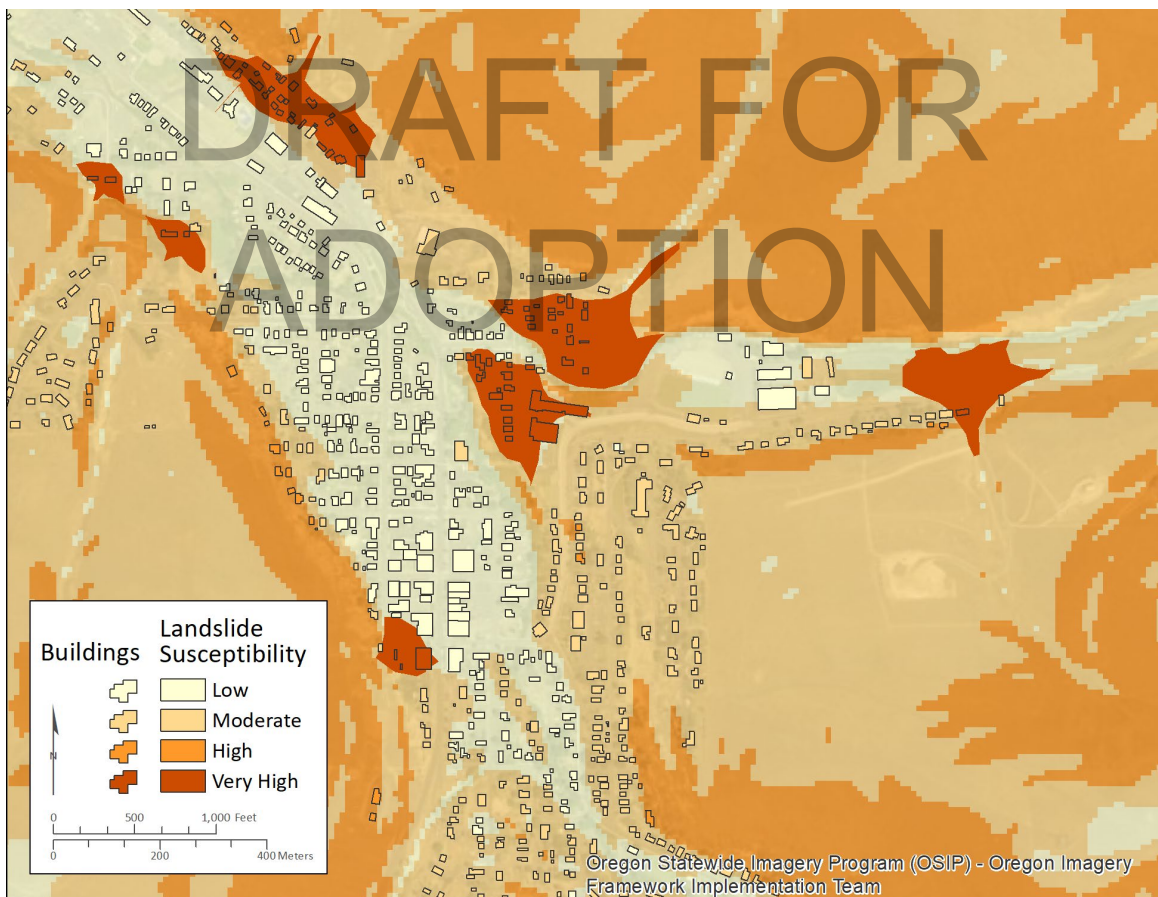 DRAFT FOR
ADOPTION
Buildings
Landslide
Susceptibility
Low
Moderate
High
Very High
N
0 500 1,000 Feet
0 200 400 Meters
Oregon Statewide Imagery Program (OSIP) - Oregon Imagery
Framework Implementation Team